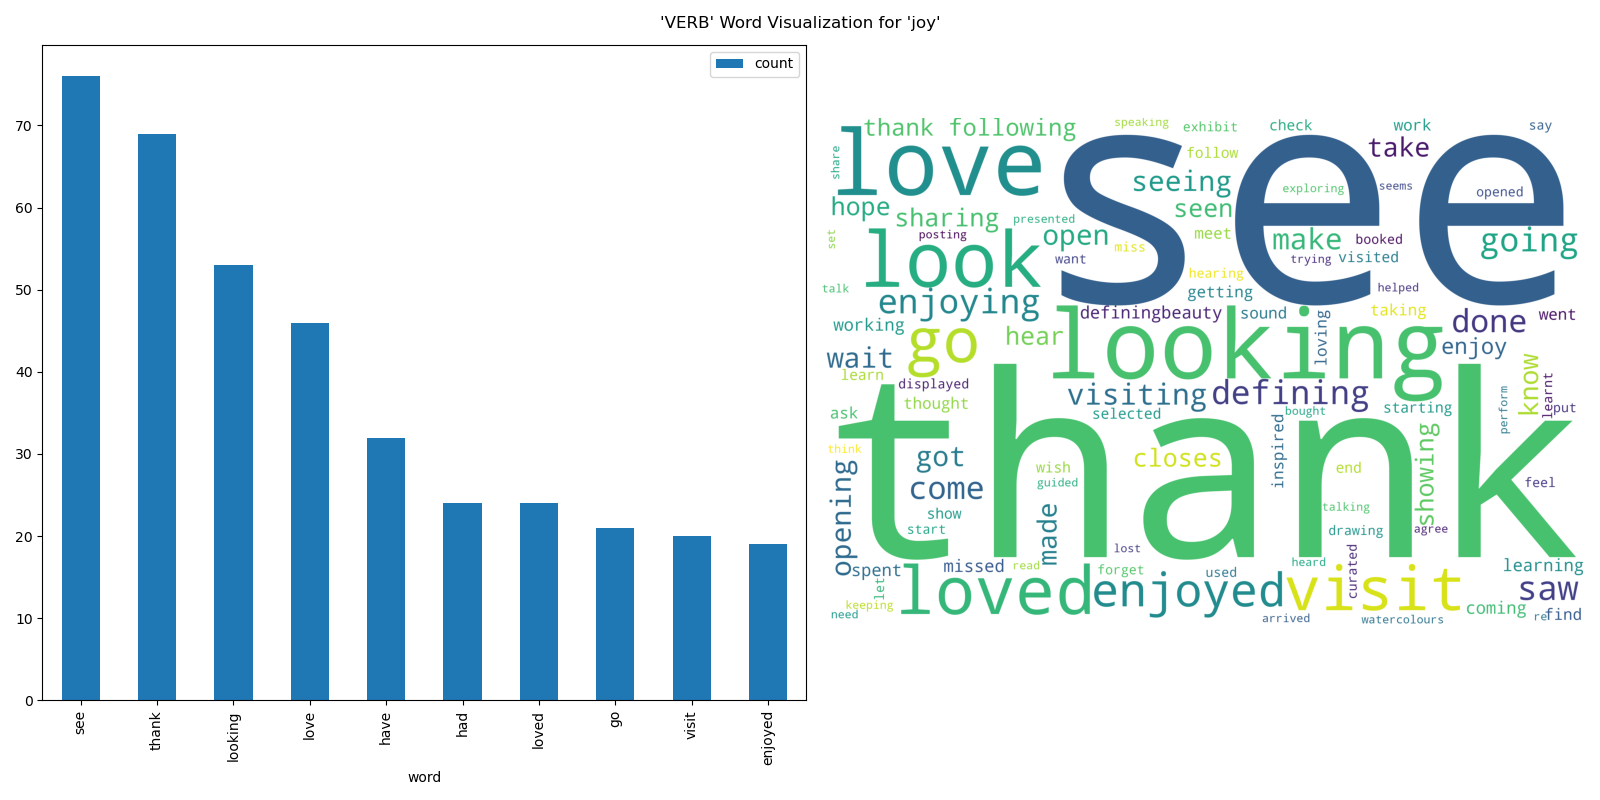 'VERB' Word Visualization for 'joy'
count
70
60
50
40
30
20
10
0
see
thank
looking
love
have
had
loved
go
visit
enjoyed
word
thank following
speaking
exhibit
check
work
say
love
see
take
share
follow
seeing
exploring
seems
opened
hope
sharing
presented
seen
set
posting
open
miss
meet
make
booked
going
look
want
trying
visited
talk
hearing
getting
helped
enjoying
definingbeauty
sound
taking
done
went
working
go
hear
looking
loving
enjoy
wait
learn
displayed
visiting
defining
know
learnt
ask
thought
selected
bought
starting
perform
put
thank
think
got
wish
closes
inspired
end
showing
feel
opening
come
guided
show
start
made
talking
drawing
agree
lost
spent
missed
read
forget
used
heard
curated
learning
let
loved
enjoyed
visit
saw
keeping
need
arrived
watercolours
coming
re
find